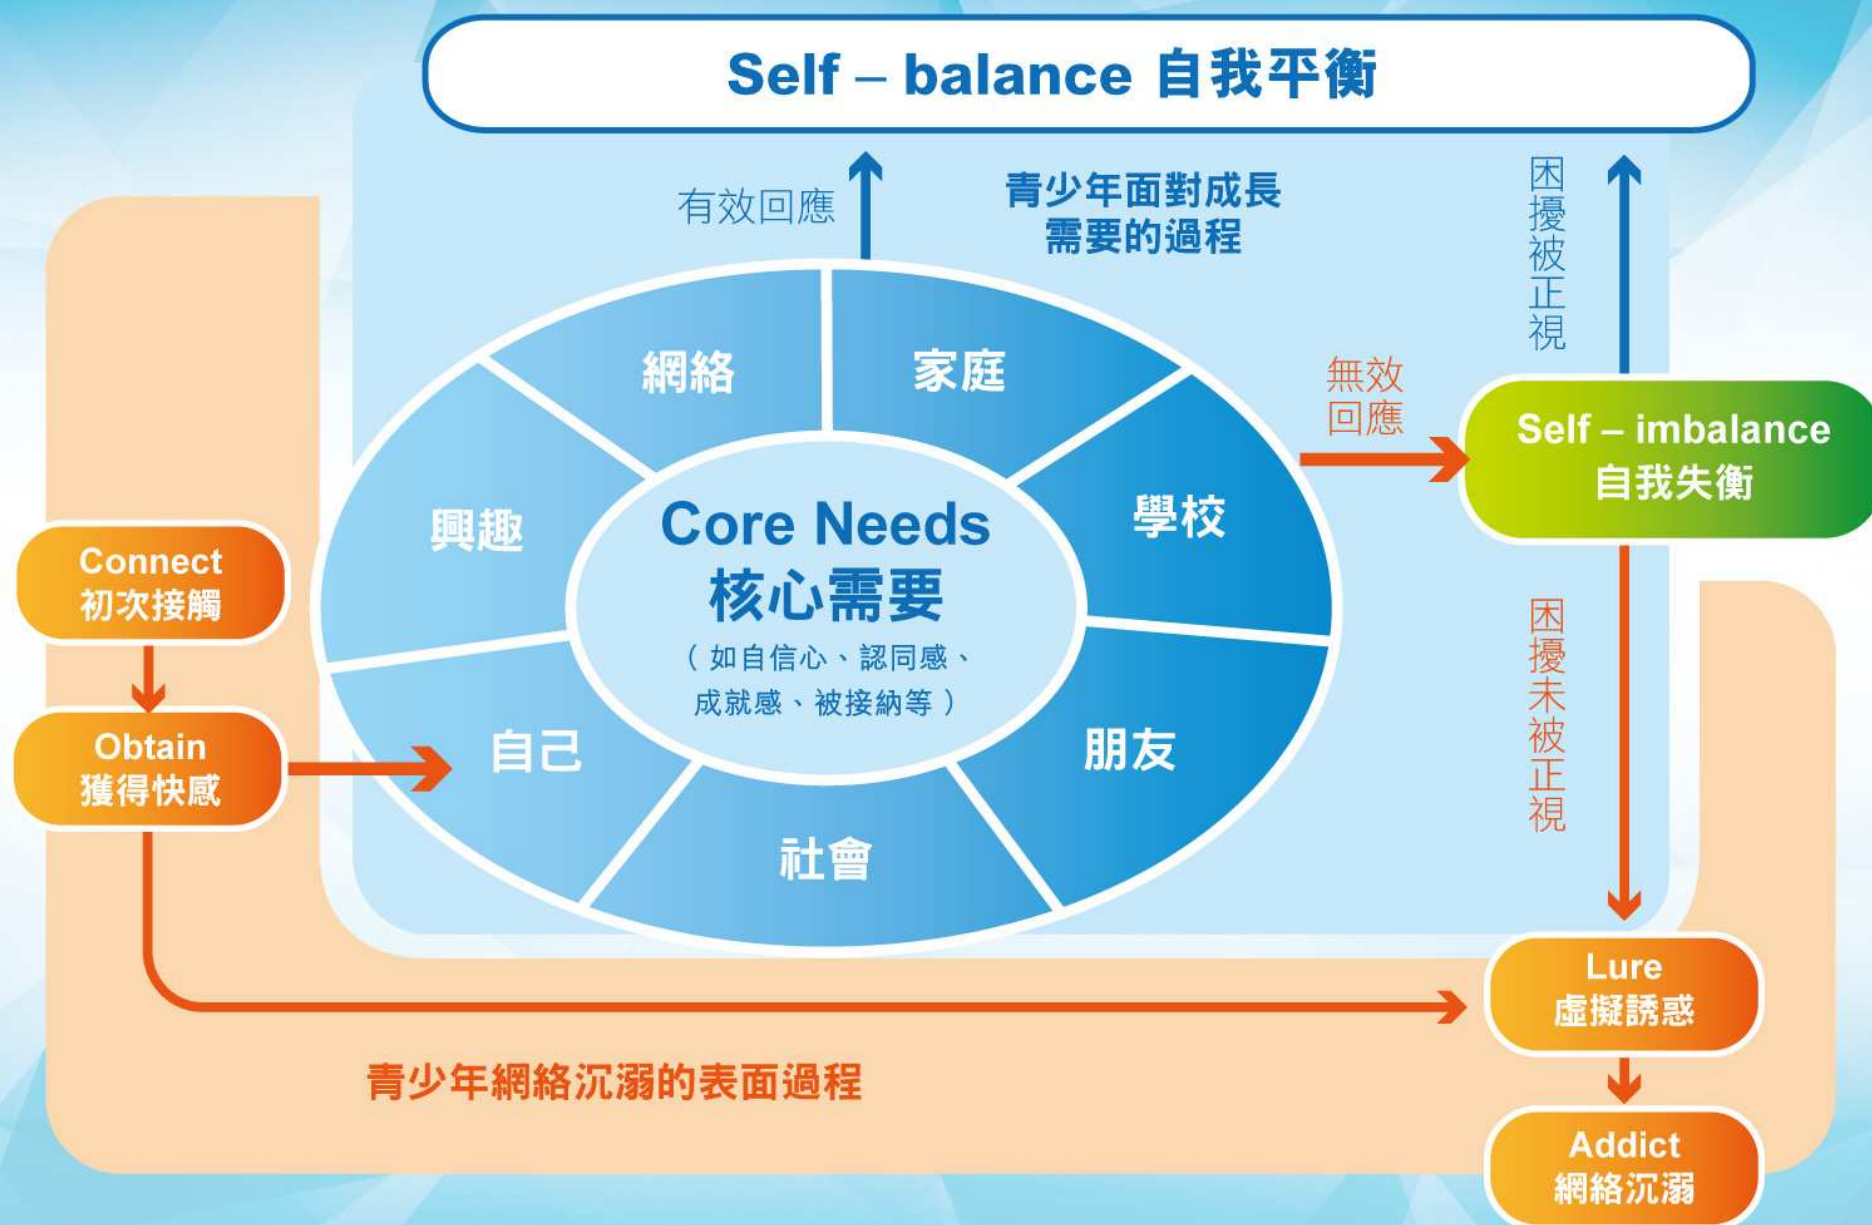 Self – balance 自我平衡
有效回應
青少年面對成長
需要的過程
困擾被正視
網絡
家庭
無效
回應
Self – imbalance
自我失衡
興趣
Core Needs
核心需要
（如自信心、認同感、
成就感、被接納等）
學校
Connect
初次接觸
Obtain
獲得快感
自己
朋友
社會
困擾未被正視
Lure
虛擬誘惑
青少年網絡沉溺的表面過程
Addict
網絡沉溺